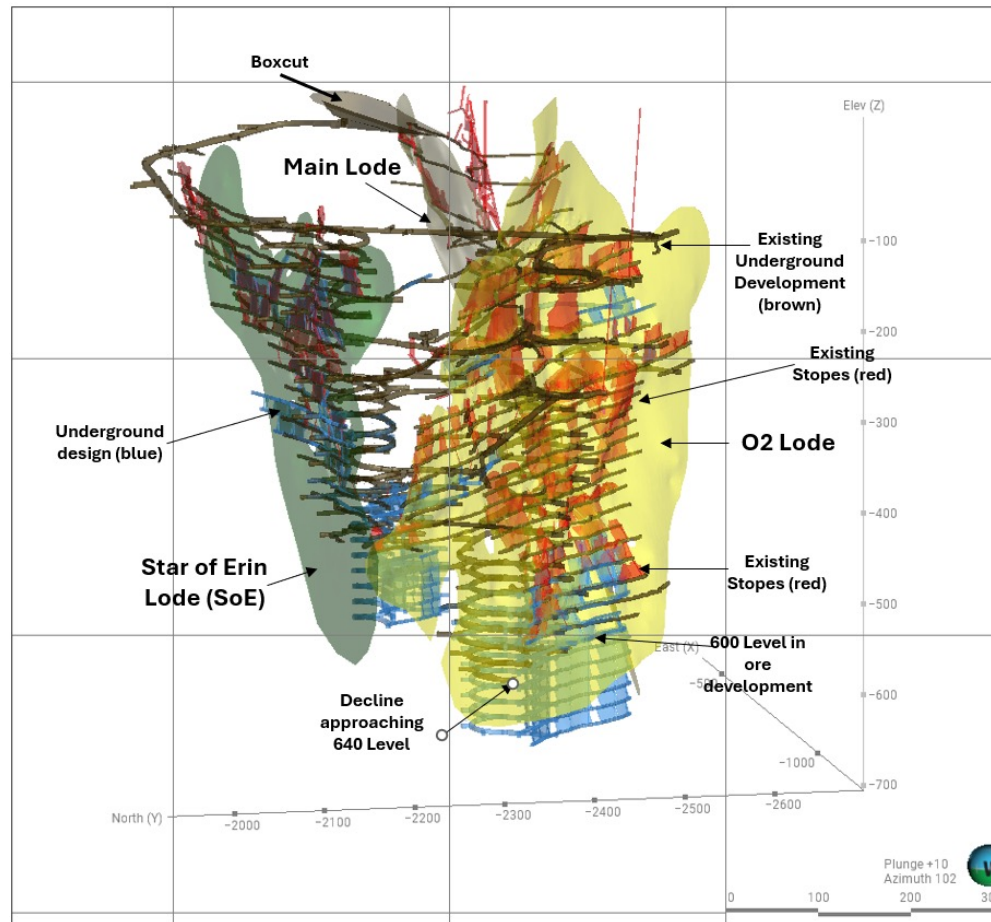 Boxcut
Elev (Z)
Main Lode
Existing
Underground
Development
(brown)
−100
−200
Existing
Stopes (red)
−300
Underground
design (blue)
O2 Lode
−400
Star of Erin
Lode (SoE)
Existing
Stopes (red)
−500
600 Level in
ore
development
East (X)
−500
−600
Decline
approaching
640 Level
−1000
−700
North (Y)
−2000
−2100
−2200
−2300
−2400
−2500
−2600
Plunge +10
Azimuth 102
0
100
200